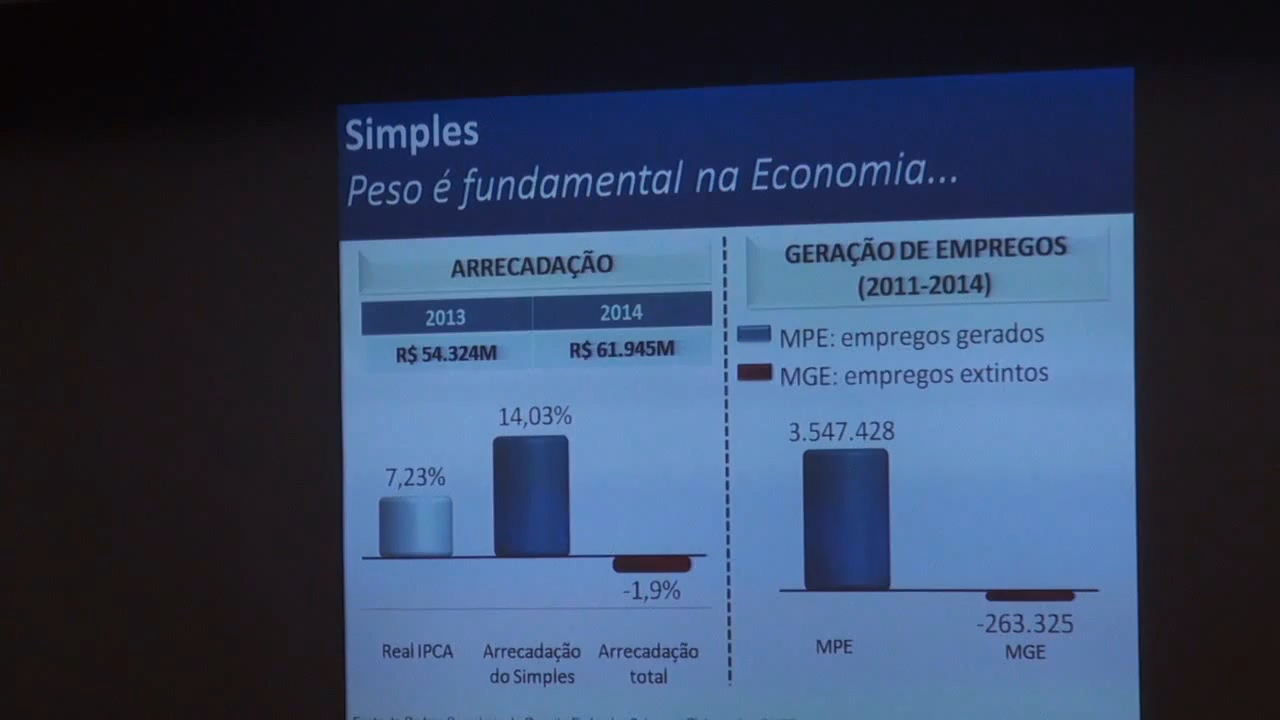 Simples
Peso é fundamental na Economia...
ARRECADAÇÃO
2013 2014
R$ 54.324M R$ 61.945M
7,23%
14,03%
-1,9%
Real IPCA
Arrecadação
do Simples
Arrecadação
total
GERAÇÃO DE EMPREGOS
(2011-2014)
MPE: empregos gerados
MGE: empregos extintos
3.547.428
-263.325
MPE
MGE